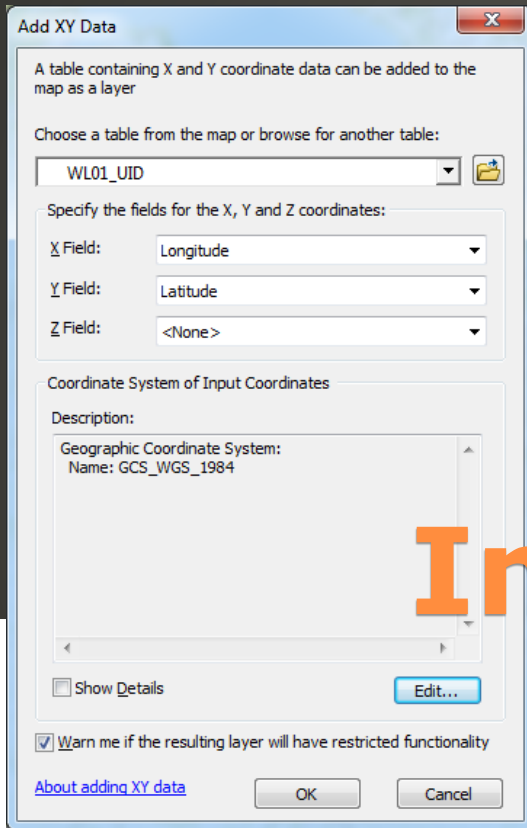 Add XY Data
A table containing X and Y coordinate data can be added to the
map as a layer
Choose a table from the map or browse for another table:
WL01_UID
Specify the fields for the X, Y and Z coordinates:
X Field: Longitude
Y Field: Latitude
Z Field: <None>
Coordinate System of Input Coordinates
Description:
Geographic Coordinate System:
Name: GCS_WGS_1984
Show Details
Edit...
Warn me if the resulting layer will have restricted functionality
About adding XY data
OK
Cancel